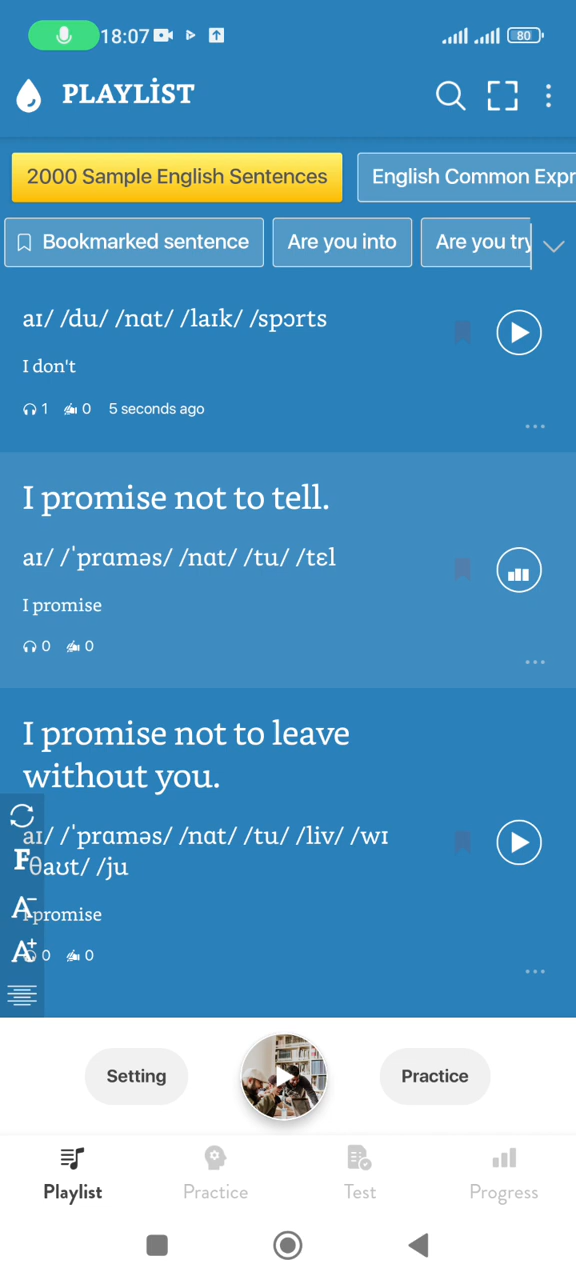 18:07
80
PLAYLİST
2000 Sample English Sentences
English Common Expr
Bookmarked sentence
Are you into
Are you try
aɪ/ /du/ /nɑt/ /laɪk/ /spɔrts
I don't
1
0
5 seconds ago
I promise not to tell.
aɪ/ /ˈprɑməs/ /nɑt/ /tu/ /tɛl
I promise
0
0
I promise not to leave
without you.
aɪ/ /ˈprɑməs/ /nɑt/ /tu/ /liv/ /wɪ
θaʊt/ /ju
F
I promise
A-
0
0
A+
Setting
Practice
Playlist
Practice
Test
Progress